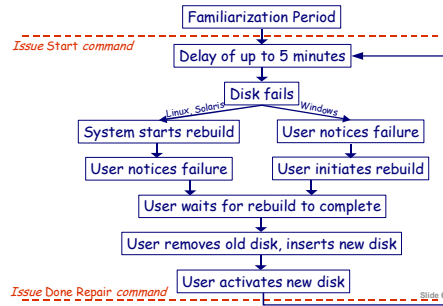 Familiarization Period
Issue Start command
Delay of up to 5 minutes
Disk fails
Linux, Solaris
Windows
System starts rebuild
User notices failure
User notices failure
User initiates rebuild
User waits for rebuild to complete
User removes old disk, inserts new disk
User activates new disk
Issue Done Repair command
Slide